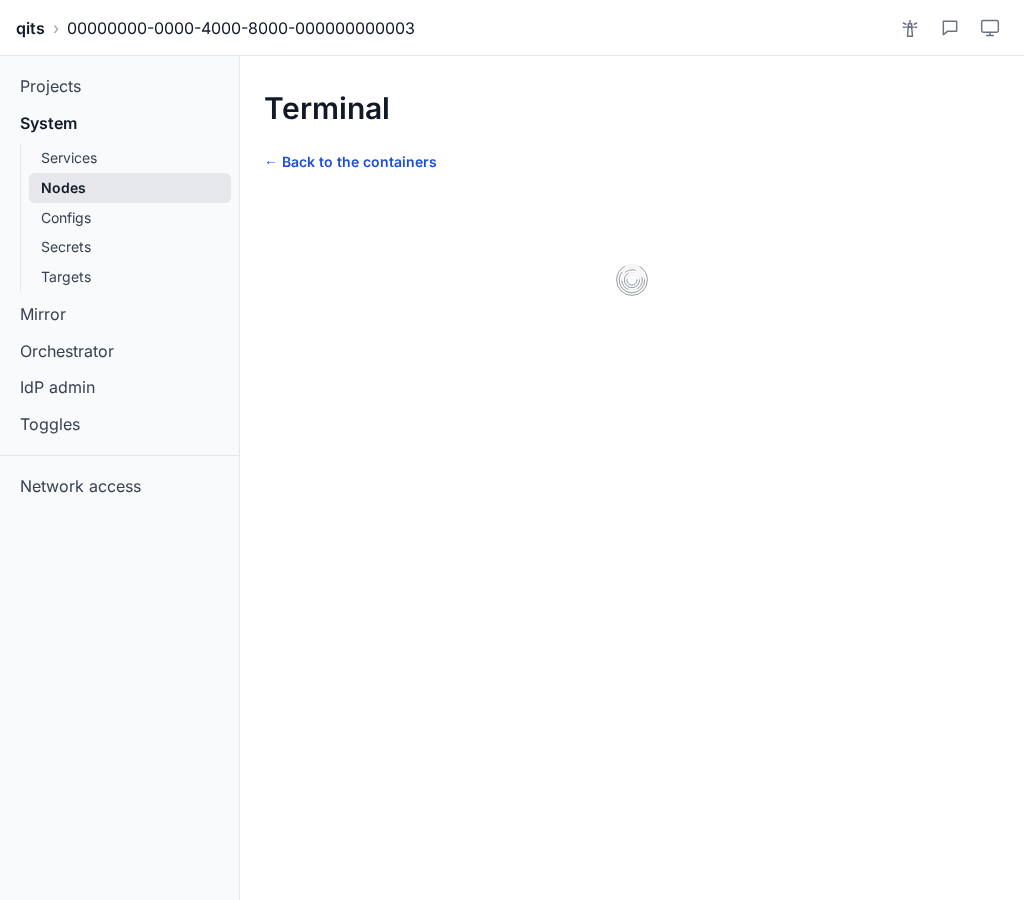 qits › 00000000-0000-4000-8000-000000000003
Projects
System
Services
Nodes
Configs
Secrets
Targets
Mirror
Orchestrator
IdP admin
Toggles
Network access
Terminal
← Back to the containers